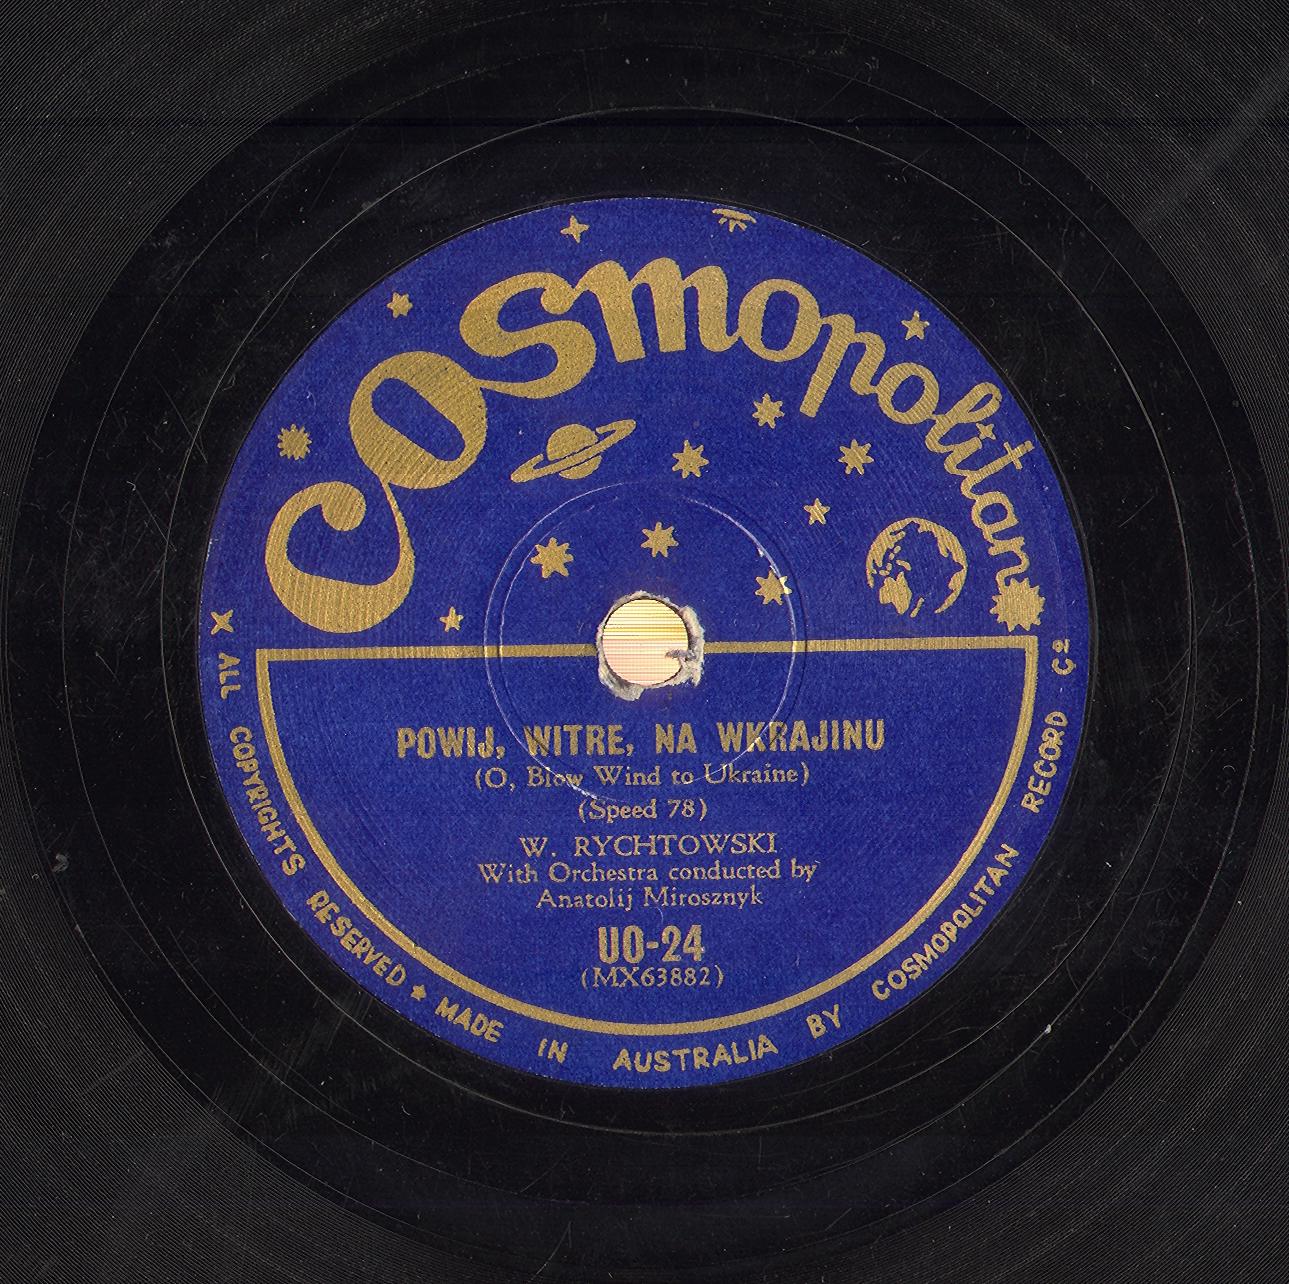 Cosmopolitan
POWIJ, WITRE, NA WKRAJINU
(O, Blow Wind to Ukraine)
(Speed 78)
W. RYCHTOWSKI
With Orchestra conducted by
Anatolij Mirosznyk
UO-24
(MX63882)
ALL COPYRIGHTS RESERVED ★ MADE IN AUSTRALIA BY COSMOPOLITAN RECORD Co